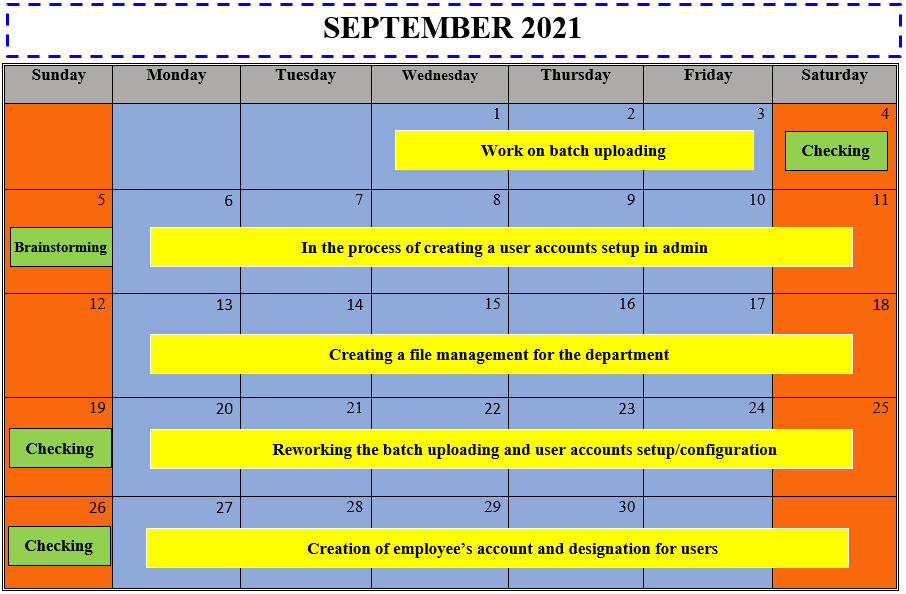 SEPTEMBER 2021
Sunday Monday Tuesday Wednesday Thursday Friday Saturday
1 2 3 4
Work on batch uploading Checking
5 6 7 8 9 10 11
Brainstorming In the process of creating a user accounts setup in admin
12 13 14 15 16 17 18
Creating a file management for the department
19 20 21 22 23 24 25
Checking Reworking the batch uploading and user accounts setup/configuration
26 27 28 29 30
Checking Creation of employee’s account and designation for users